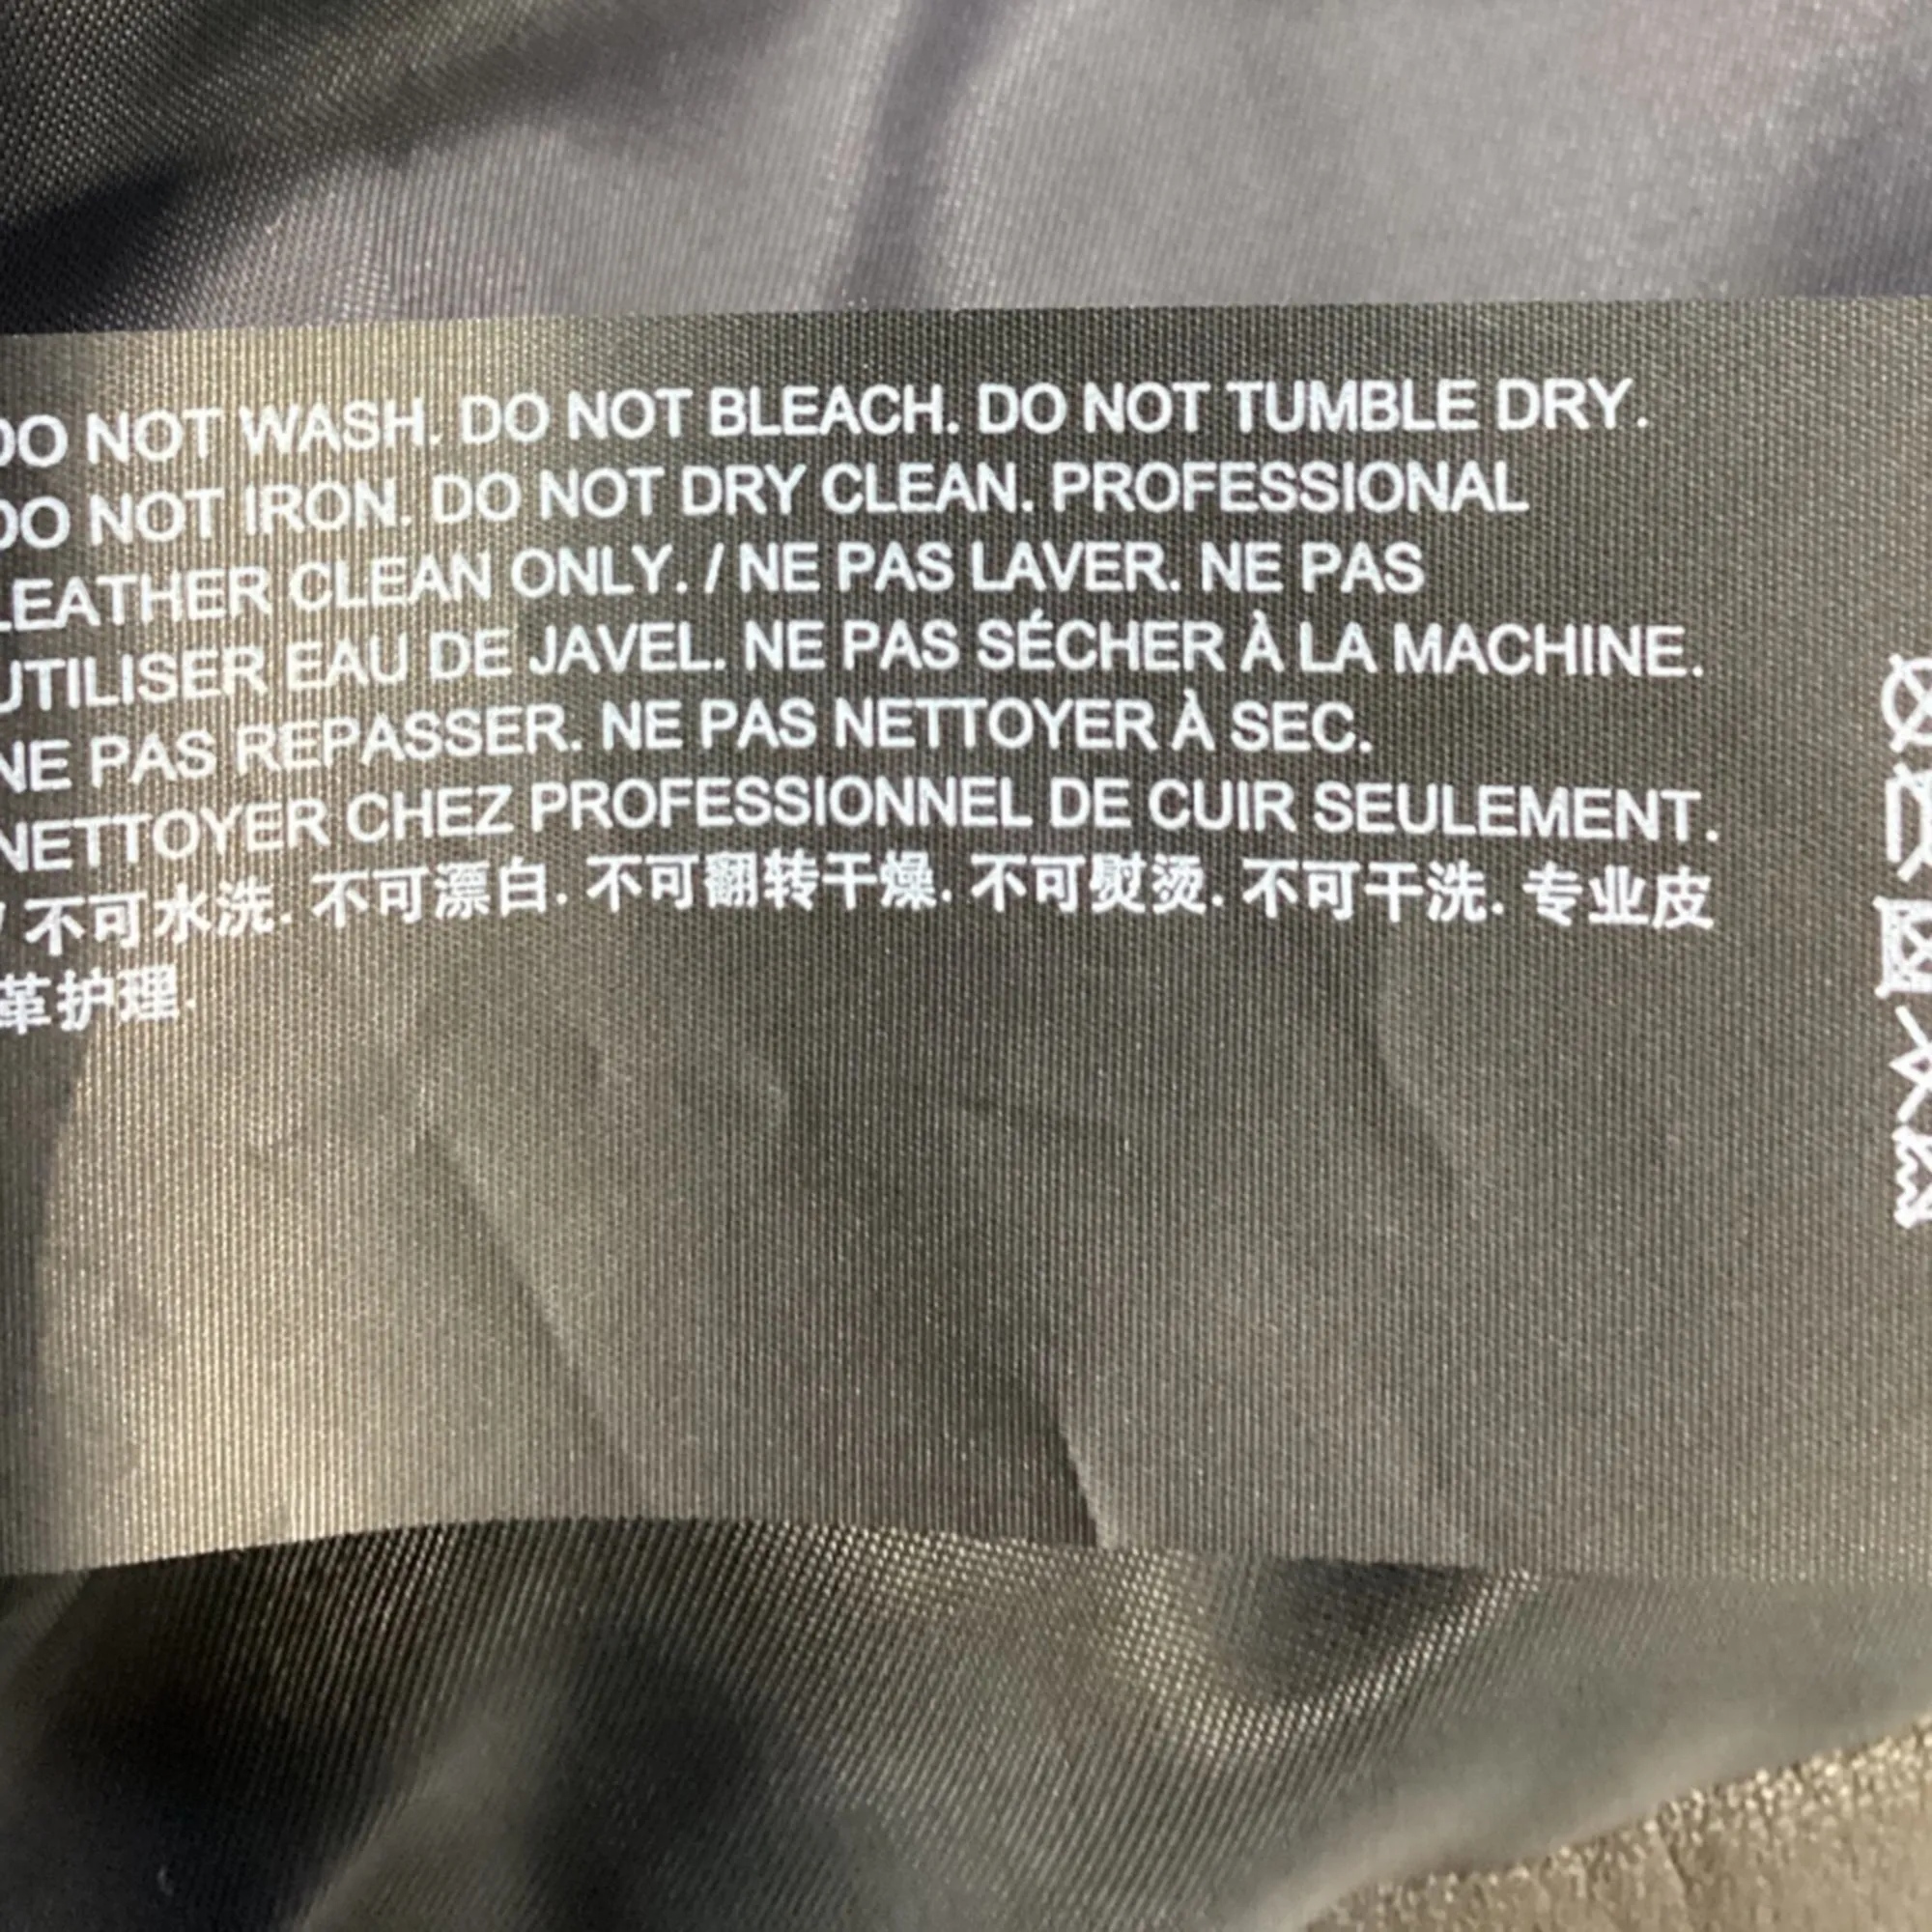 DO NOT WASH. DO NOT BLEACH. DO NOT TUMBLE DRY.
DO NOT IRON. DO NOT DRY CLEAN. PROFESSIONAL
LEATHER CLEAN ONLY. / NE PAS LAVER. NE PAS
UTILISER EAU DE JAVEL. NE PAS SÉCHER À LA MACHINE.
NE PAS REPASSER. NE PAS NETTOYER À SEC.
NETTOYER CHEZ PROFESSIONNEL DE CUIR SEULEMENT.
/ 不可水洗. 不可漂白. 不可翻转干燥. 不可熨烫. 不可干洗. 专业皮
革护理.